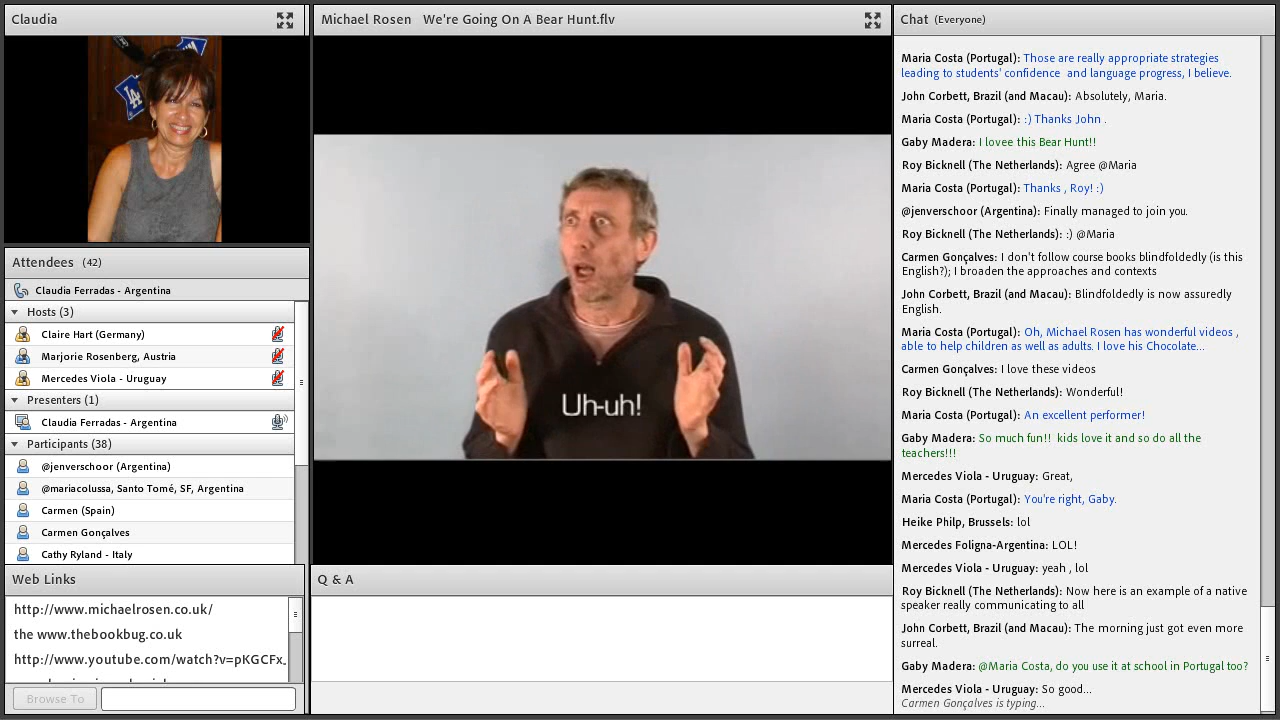 Claudia
LA
Attendees (42)
Claudia Ferradas - Argentina
Hosts (3)
Claire Hart (Germany)
Marjorie Rosenberg, Austria
Mercedes Viola - Uruguay
Presenters (1)
Claudia Ferradas - Argentina
Participants (38)
@jenverschoor (Argentina)
@mariacolussa, Santo Tomé, SF, Argentina
Carmen (Spain)
Carmen Gonçalves
Cathy Ryland - Italy
Web Links
http://www.michaelrosen.co.uk/
the www.thebookbug.co.uk
http://www.youtube.com/watch?v=pKGCFx_
Browse To
Michael Rosen We're Going On A Bear Hunt.flv
Uh-uh!
Q & A
Chat (Everyone)
Maria Costa (Portugal): Those are really appropriate strategies
leading to students' confidence and language progress, I believe.
John Corbett, Brazil (and Macau): Absolutely, Maria.
Maria Costa (Portugal): :) Thanks John .
Gaby Madera: I lovee this Bear Hunt!!
Roy Bicknell (The Netherlands): Agree @Maria
Maria Costa (Portugal): Thanks , Roy! :)
@jenverschoor (Argentina): Finally managed to join you.
Roy Bicknell (The Netherlands): :) @Maria
Carmen Gonçalves: I don't follow course books blindfoldedly (is this
English?); I broaden the approaches and contexts
John Corbett, Brazil (and Macau): Blindfoldedly is now assuredly
English.
Maria Costa (Portugal): Oh, Michael Rosen has wonderful videos ,
able to help children as well as adults. I love his Chocolate...
Carmen Gonçalves: I love these videos
Roy Bicknell (The Netherlands): Wonderful!
Maria Costa (Portugal): An excellent performer!
Gaby Madera: So much fun!! kids love it and so do all the
teachers!!!
Mercedes Viola - Uruguay: Great,
Maria Costa (Portugal): You're right, Gaby.
Heike Philp, Brussels: lol
Mercedes Foligna-Argentina: LOL!
Mercedes Viola - Uruguay: yeah , lol
Roy Bicknell (The Netherlands): Now here is an example of a native
speaker really communicating to all
John Corbett, Brazil (and Macau): The morning just got even more
surreal.
Gaby Madera: @Maria Costa, do you use it at school in Portugal too?
Mercedes Viola - Uruguay: So good...
Carmen Gonçalves is typing...